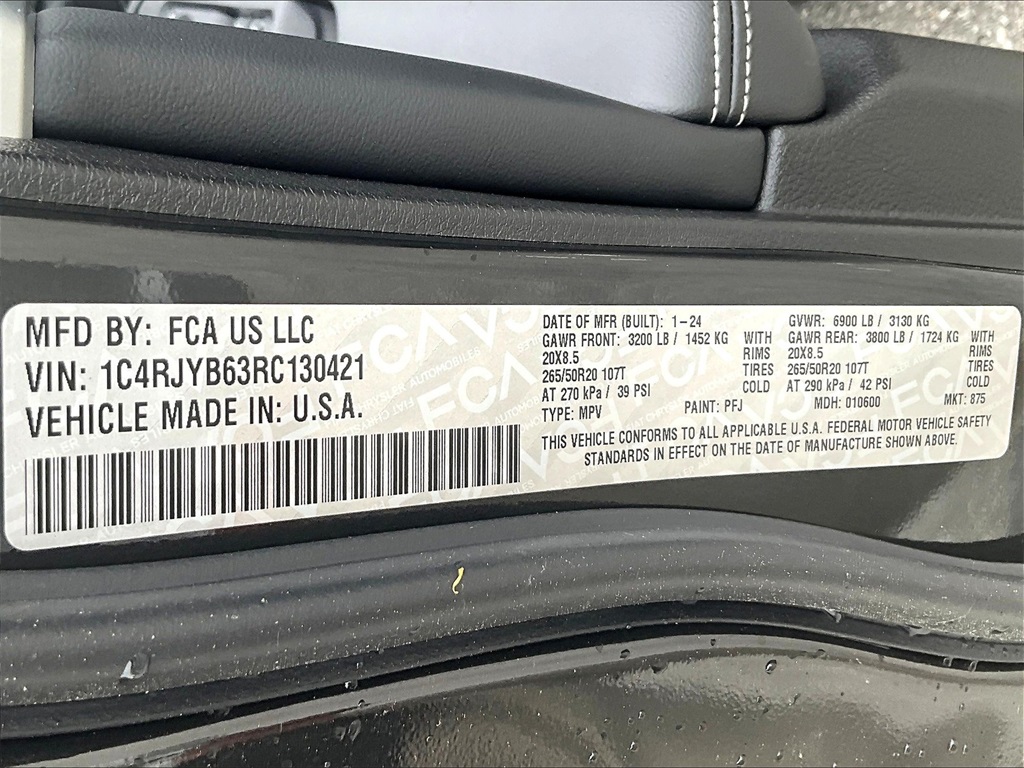 MFD BY: FCA US LLC
VIN: 1C4RJYB63RC130421
VEHICLE MADE IN: U.S.A.
DATE OF MFR (BUILT): 1-24
GAWR FRONT: 3200 LB / 1452 KG WITH
20X8.5 RIMS
265/50R20 107T TIRES
AT 270 kPa / 39 PSI COLD
TYPE: MPV
GVWR: 6900 LB / 3130 KG
GAWR REAR: 3800 LB / 1724 KG WITH
20X8.5 RIMS
265/50R20 107T TIRES
AT 290 kPa / 42 PSI COLD
PAINT: PFJ MDH: 010600 MKT: 875
THIS VEHICLE CONFORMS TO ALL APPLICABLE U.S.A. FEDERAL MOTOR VEHICLE SAFETY
STANDARDS IN EFFECT ON THE DATE OF MANUFACTURE SHOWN ABOVE.